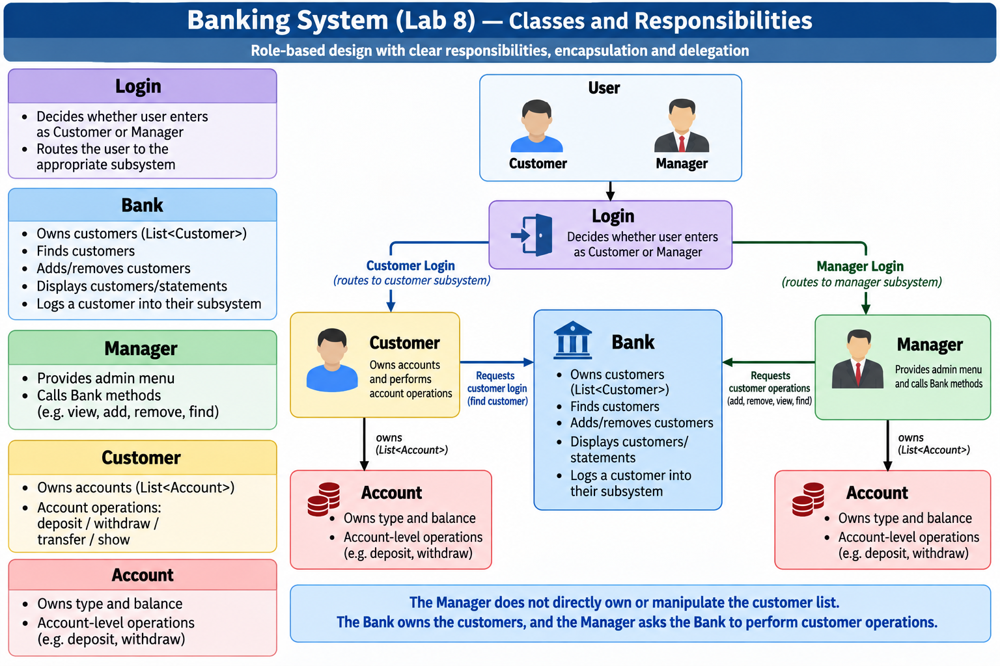 Banking System (Lab 8) — Classes and Responsibilities
Role-based design with clear responsibilities, encapsulation and delegation
Login
• Decides whether user enters
as Customer or Manager
• Routes the user to the
appropriate subsystem
Bank
• Owns customers (List<Customer>)
• Finds customers
• Adds/removes customers
• Displays customers/statements
• Logs a customer into their subsystem
Manager
• Provides admin menu
• Calls Bank methods
(e.g. view, add, remove, find)
Customer
• Owns accounts (List<Account>)
• Account operations:
deposit / withdraw /
transfer / show
Account
• Owns type and balance
• Account-level operations
(e.g. deposit, withdraw)
User
Customer
Manager
Login
Decides whether user enters
as Customer or Manager
Customer Login
(routes to customer subsystem)
Manager Login
(routes to manager subsystem)
Customer
Owns accounts
and performs
account operations
Requests
customer login
(find customer)
Bank
• Owns customers
(List<Customer>)
• Finds customers
• Adds/removes customers
• Displays customers/
statements
• Logs a customer into
their subsystem
Requests
customer operations
(add, remove, view, find)
Manager
Provides admin menu
and calls Bank methods
owns
(List<Account>)
owns
(List<Account>)
Account
• Owns type and balance
• Account-level operations
(e.g. deposit, withdraw)
Account
• Owns type and balance
• Account-level operations
(e.g. deposit, withdraw)
The Manager does not directly own or manipulate the customer list.
The Bank owns the customers, and the Manager asks the Bank to perform customer operations.